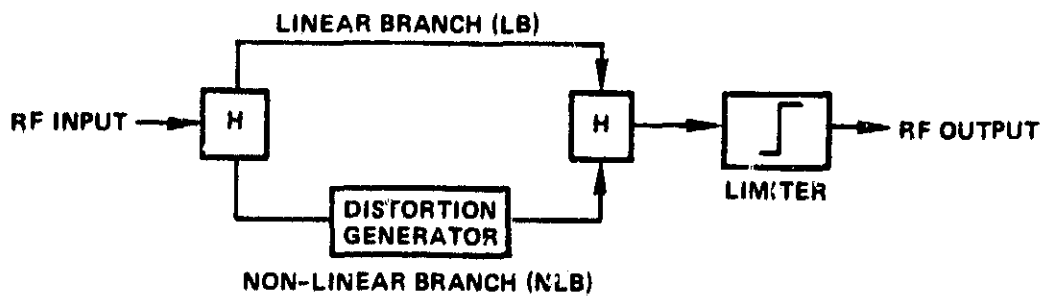 LINEAR BRANCH (LB)
RF INPUT
H
H
RF OUTPUT
LIMITER
DISTORTION
GENERATOR
NON-LINEAR BRANCH (NLB)